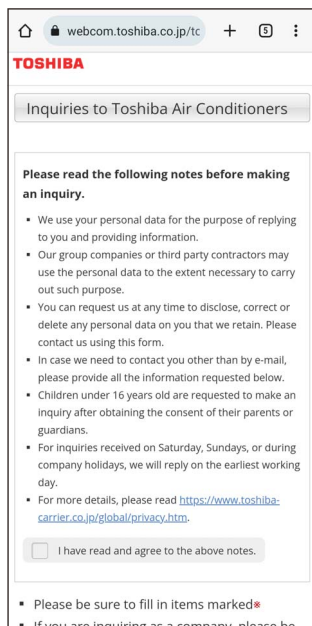 webcom.toshiba.co.jp/tc
5
TOSHIBA
Inquiries to Toshiba Air Conditioners
Please read the following notes before making
an inquiry.
▪ We use your personal data for the purpose of replying
to you and providing information.
▪ Our group companies or third party contractors may
use the personal data to the extent necessary to carry
out such purpose.
▪ You can request us at any time to disclose, correct or
delete any personal data on you that we retain. Please
contact us using this form.
▪ In case we need to contact you other than by e-mail,
please provide all the information requested below.
▪ Children under 16 years old are requested to make an
inquiry after obtaining the consent of their parents or
guardians.
▪ For inquiries received on Saturday, Sundays, or during
company holidays, we will reply on the earliest working
day.
▪ For more details, please read https://www.toshiba-
carrier.co.jp/global/privacy.htm.
I have read and agree to the above notes.
▪ Please be sure to fill in items marked※
▪ If you are inquiring as a company, please be